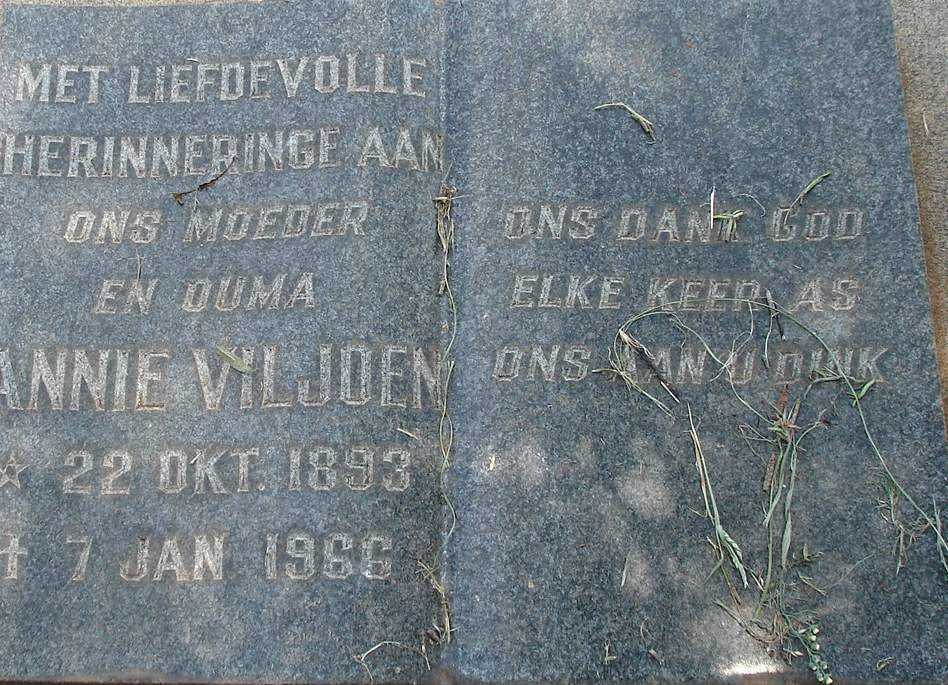 MET LIEFDEVOLLE
HERINNERINGE AAN
ONS MOEDER
EN OUMA
ANNIE VILJOEN
★ 22 OKT. 1893
† 7 JAN 1966
ONS DANK GOD
ELKE KEER AS
ONS AAN U DINK